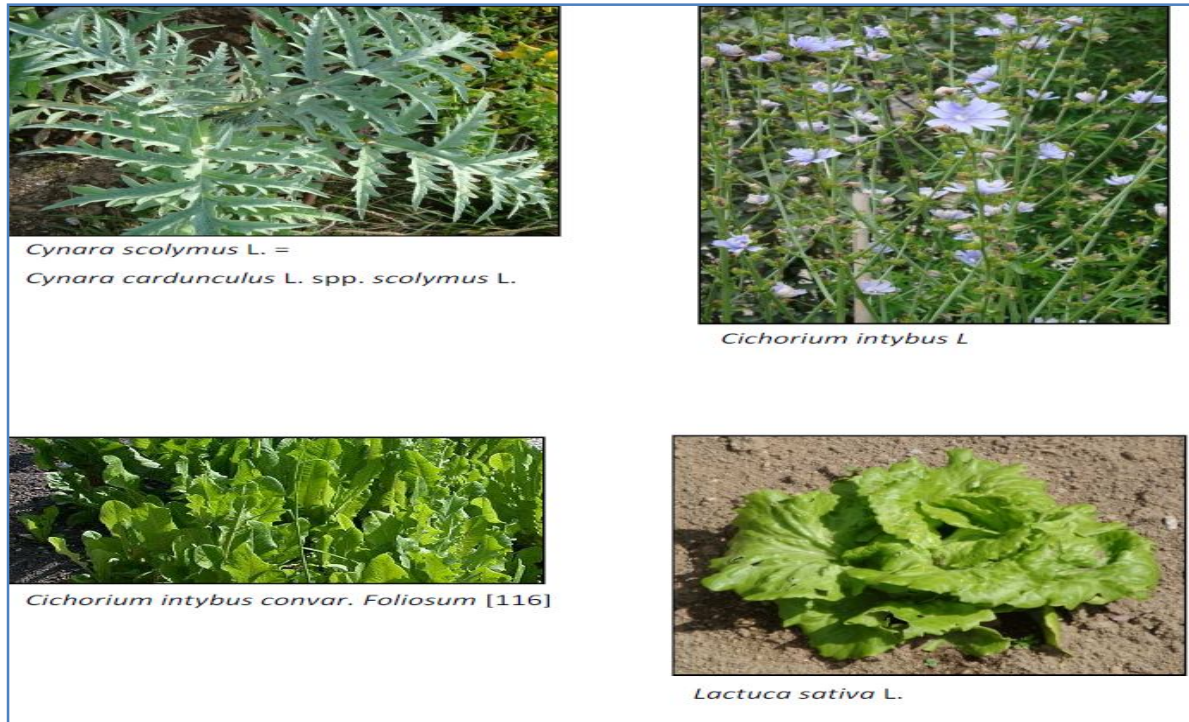 Cynara scolymus L. =
Cynara cardunculus L. spp. scolymus L.
Cichorium intybus L
Cichorium intybus convar. Foliosum [116]
Lactuca sativa L.